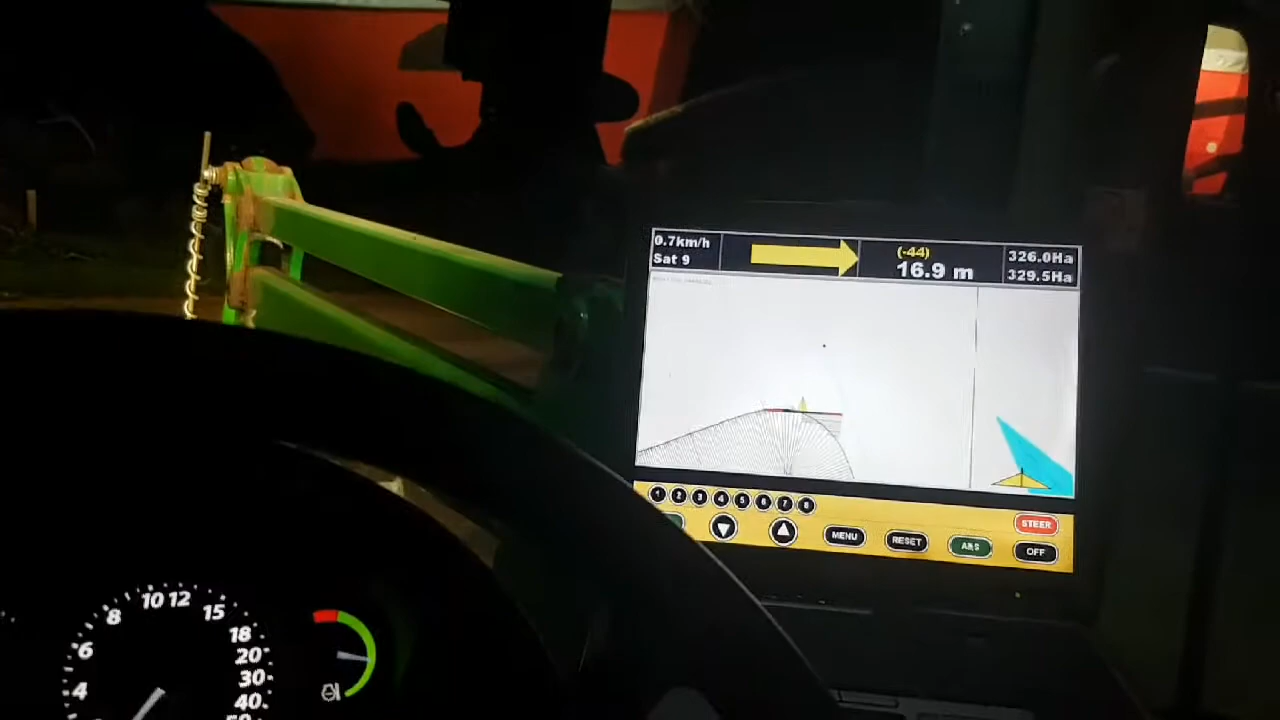 0.7km/h
Sat 9
(-44)
16.9 m
326.0Ha
329.5Ha
1 2 3 4 5 6 7 8
STEER
MENU
RESET
OFF
4
6
8
10
12
15
18
20
30
40